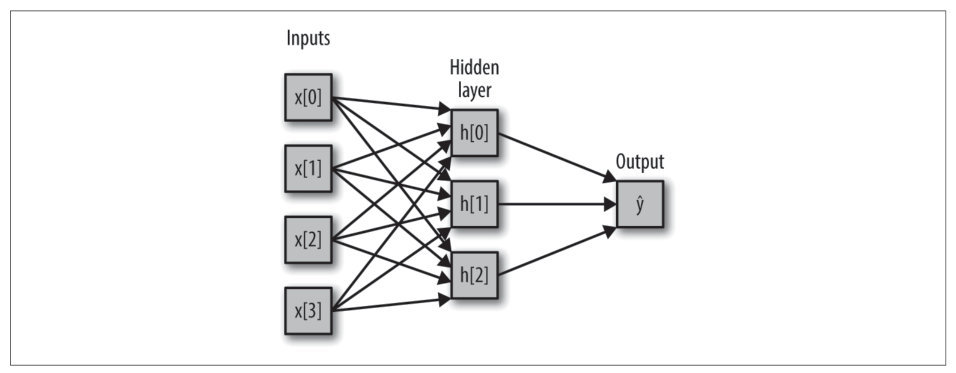 Inputs
x[0]
x[1]
x[2]
x[3]
Hidden
layer
h[0]
h[1]
h[2]
Output
ŷ